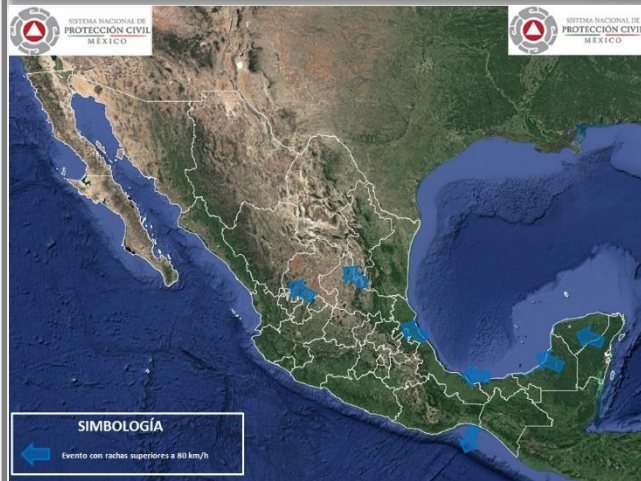 SISTEMA NACIONAL DE
PROTECCIÓN CIVIL
MÉXICO
SISTEMA NACIONAL DE
PROTECCIÓN CIVIL
MÉXICO
SIMBOLOGÍA
Evento con rachas superiores a 80 km/h